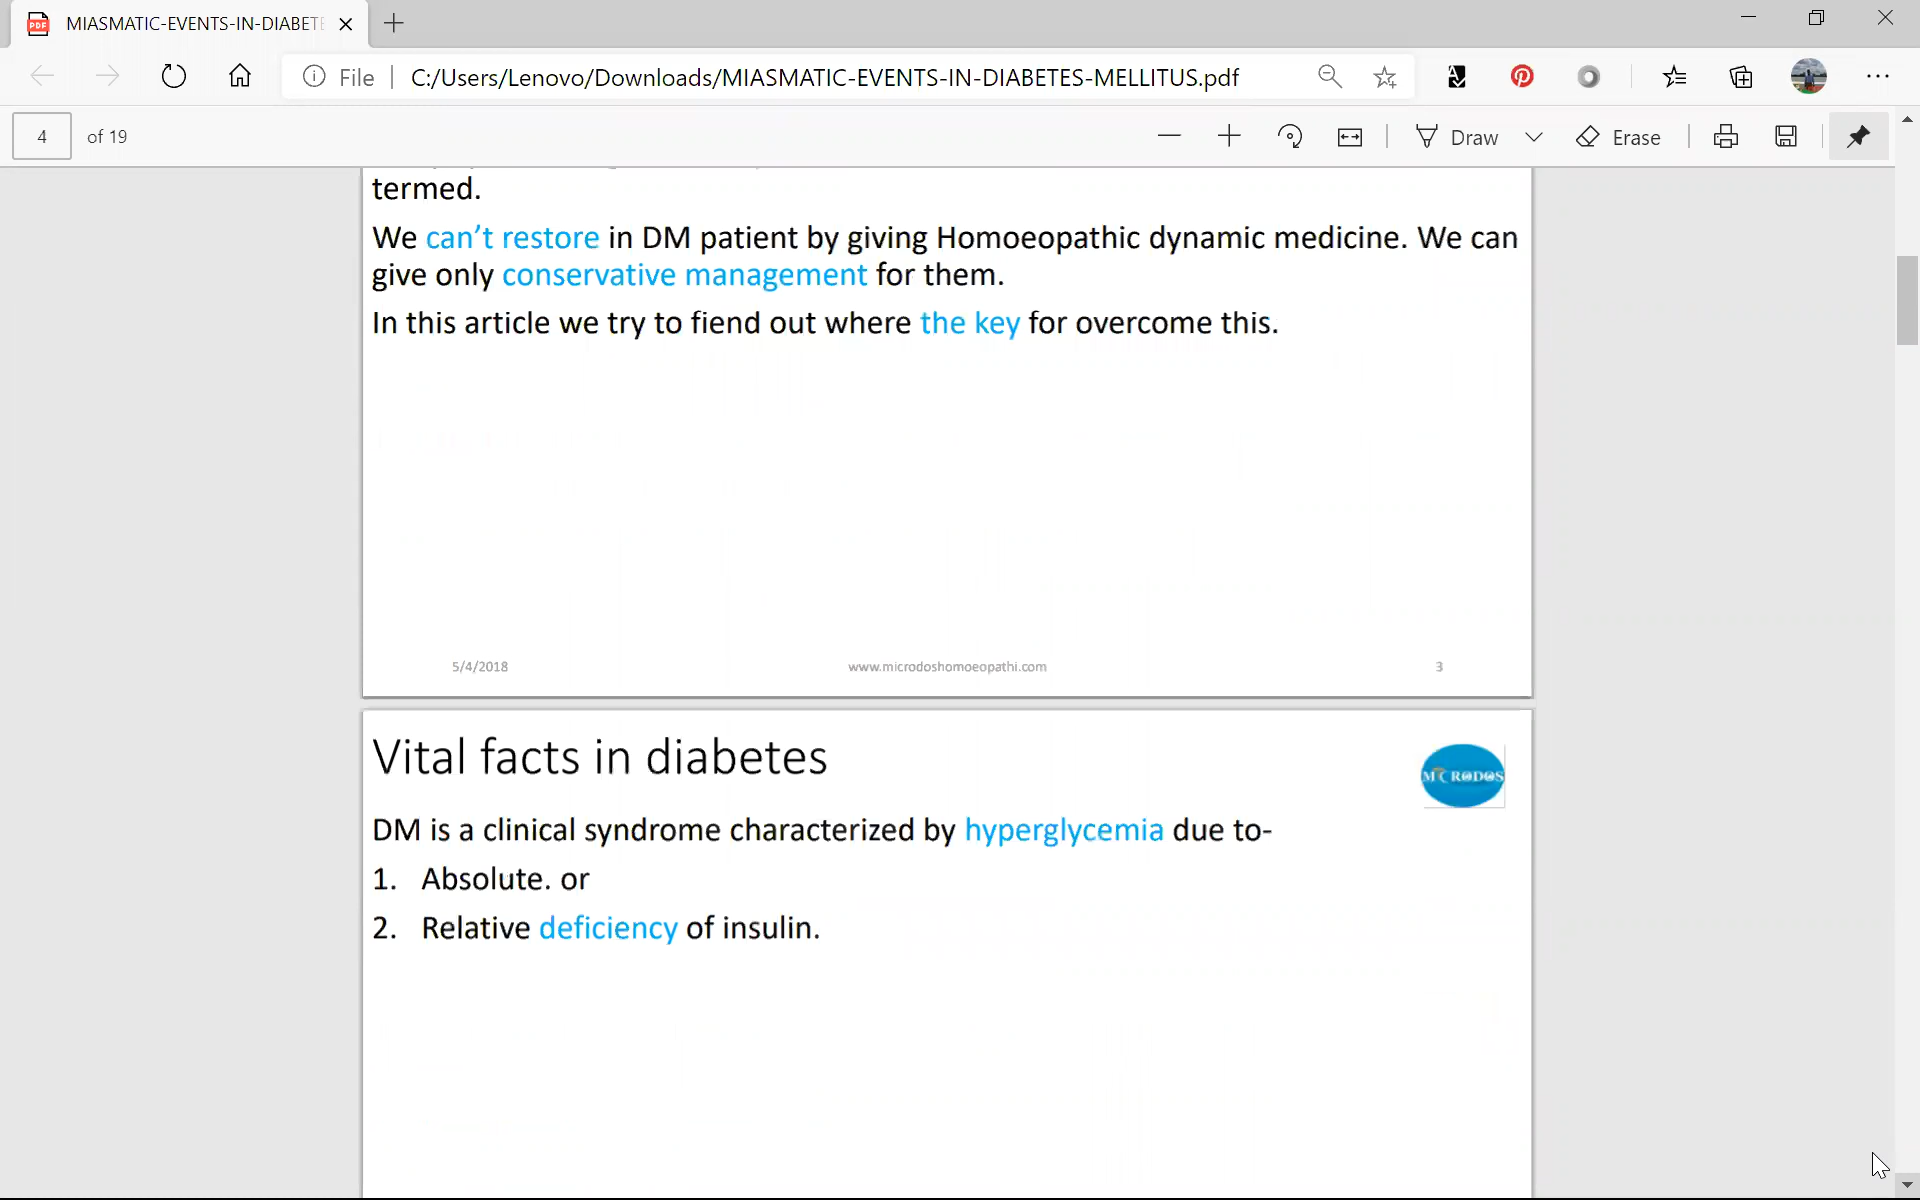 MIASMATIC-EVENTS-IN-DIABETE
File
C:/Users/Lenovo/Downloads/MIASMATIC-EVENTS-IN-DIABETES-MELLITUS.pdf
4 of 19
Draw
Erase
termed.
We can't restore in DM patient by giving Homoeopathic dynamic medicine. We can
give only conservative management for them.
In this article we try to fiend out where the key for overcome this.
5/4/2018 www.microdoshomoeopathi.com 3
Vital facts in diabetes
MICRODOS
DM is a clinical syndrome characterized by hyperglycemia due to-
1. Absolute. or
2. Relative deficiency of insulin.